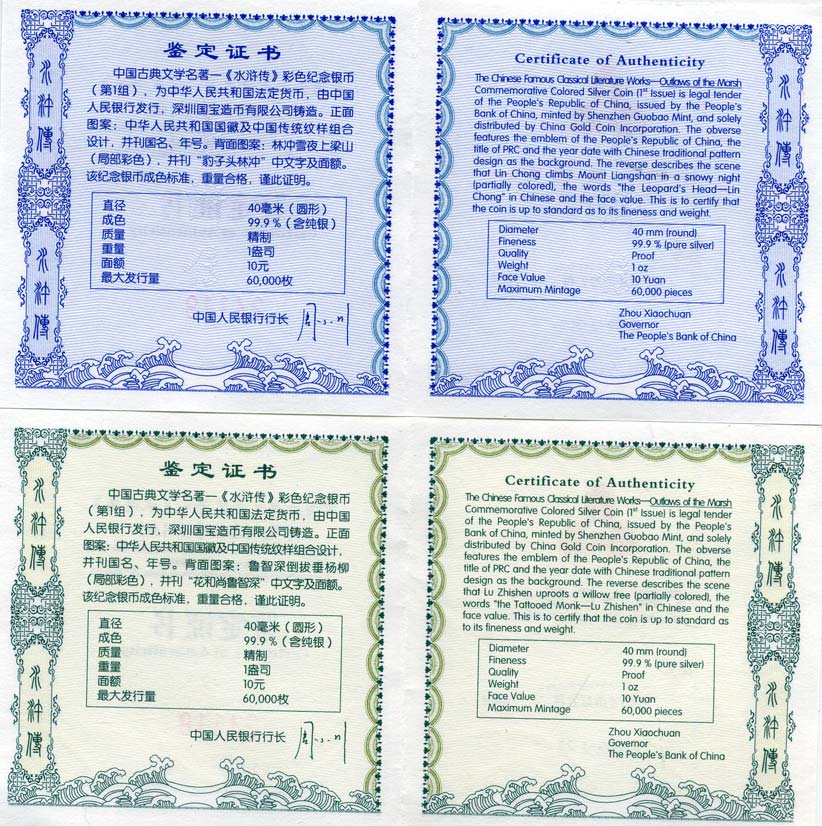 鉴定证书
中国古典文学名著—《水浒传》彩色纪念银币
（第1组），为中华人民共和国法定货币，由中国
人民银行发行，深圳国宝造币有限公司铸造。正面
图案：中华人民共和国国徽及中国传统纹样组合
设计，并刊国名、年号。背面图案：林冲雪夜上梁山
（局部彩色），并刊“豹子头林冲”中文字及面额。
该纪念银币成色标准，重量合格，谨此证明。
直径 40毫米（圆形）
成色 99.9％（含纯银）
质量 精制
重量 1盎司
面额 10元
最大发行量 60,000枚
中国人民银行行长
水浒傳
水浒傳
Certificate of Authenticity
The Chinese Famous Classical Literature Works—Outlaws of the Marsh
Commemorative Colored Silver Coin (1st Issue) is legal tender
of the People's Republic of China, issued by the People's
Bank of China, minted by Shenzhen Guobao Mint, and solely
distributed by China Gold Coin Incorporation. The obverse
features the emblem of the People's Republic of China, the
title of PRC and the year date with Chinese traditional pattern
design as the background. The reverse describes the scene
that Lin Chong climbs Mount Liangshan in a snowy night
(partially colored), the words "the Leopard's Head—Lin
Chong" in Chinese and the face value. This is to certify that
the coin is up to standard as to its fineness and weight.
Diameter 40 mm (round)
Fineness 99.9 % (pure silver)
Quality Proof
Weight 1 oz
Face Value 10 Yuan
Maximum Mintage 60,000 pieces
Zhou Xiaochuan
Governor
The People's Bank of China
水浒傳
水浒傳
鉴定证书
中国古典文学名著—《水浒传》彩色纪念银币
（第1组），为中华人民共和国法定货币，由中国
人民银行发行，深圳国宝造币有限公司铸造。正面
图案：中华人民共和国国徽及中国传统纹样组合设计，
并刊国名、年号。背面图案：鲁智深倒拔垂杨柳
（局部彩色），并刊“花和尚鲁智深”中文字及面额。
该纪念银币成色标准，重量合格，谨此证明。
直径 40毫米（圆形）
成色 99.9％（含纯银）
质量 精制
重量 1盎司
面额 10元
最大发行量 60,000枚
中国人民银行行长
水浒傳
水浒傳
Certificate of Authenticity
The Chinese Famous Classical Literature Works—Outlaws of the Marsh
Commemorative Colored Silver Coin (1st Issue) is legal tender
of the People's Republic of China, issued by the People's
Bank of China, minted by Shenzhen Guobao Mint, and solely
distributed by China Gold Coin Incorporation. The obverse
features the emblem of the People's Republic of China, the
title of PRC and the year date with Chinese traditional pattern
design as the background. The reverse describes the scene
that Lu Zhishen uproots a willow tree (partially colored), the
words "the Tattooed Monk—Lu Zhishen" in Chinese and the
face value. This is to certify that the coin is up to standard as
to its fineness and weight.
Diameter 40 mm (round)
Fineness 99.9 % (pure silver)
Quality Proof
Weight 1 oz
Face Value 10 Yuan
Maximum Mintage 60,000 pieces
Zhou Xiaochuan
Governor
The People's Bank of China
水浒傳
水浒傳